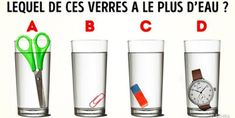 LEQUEL DE CES VERRES A LE PLUS D'EAU ?
A B C D